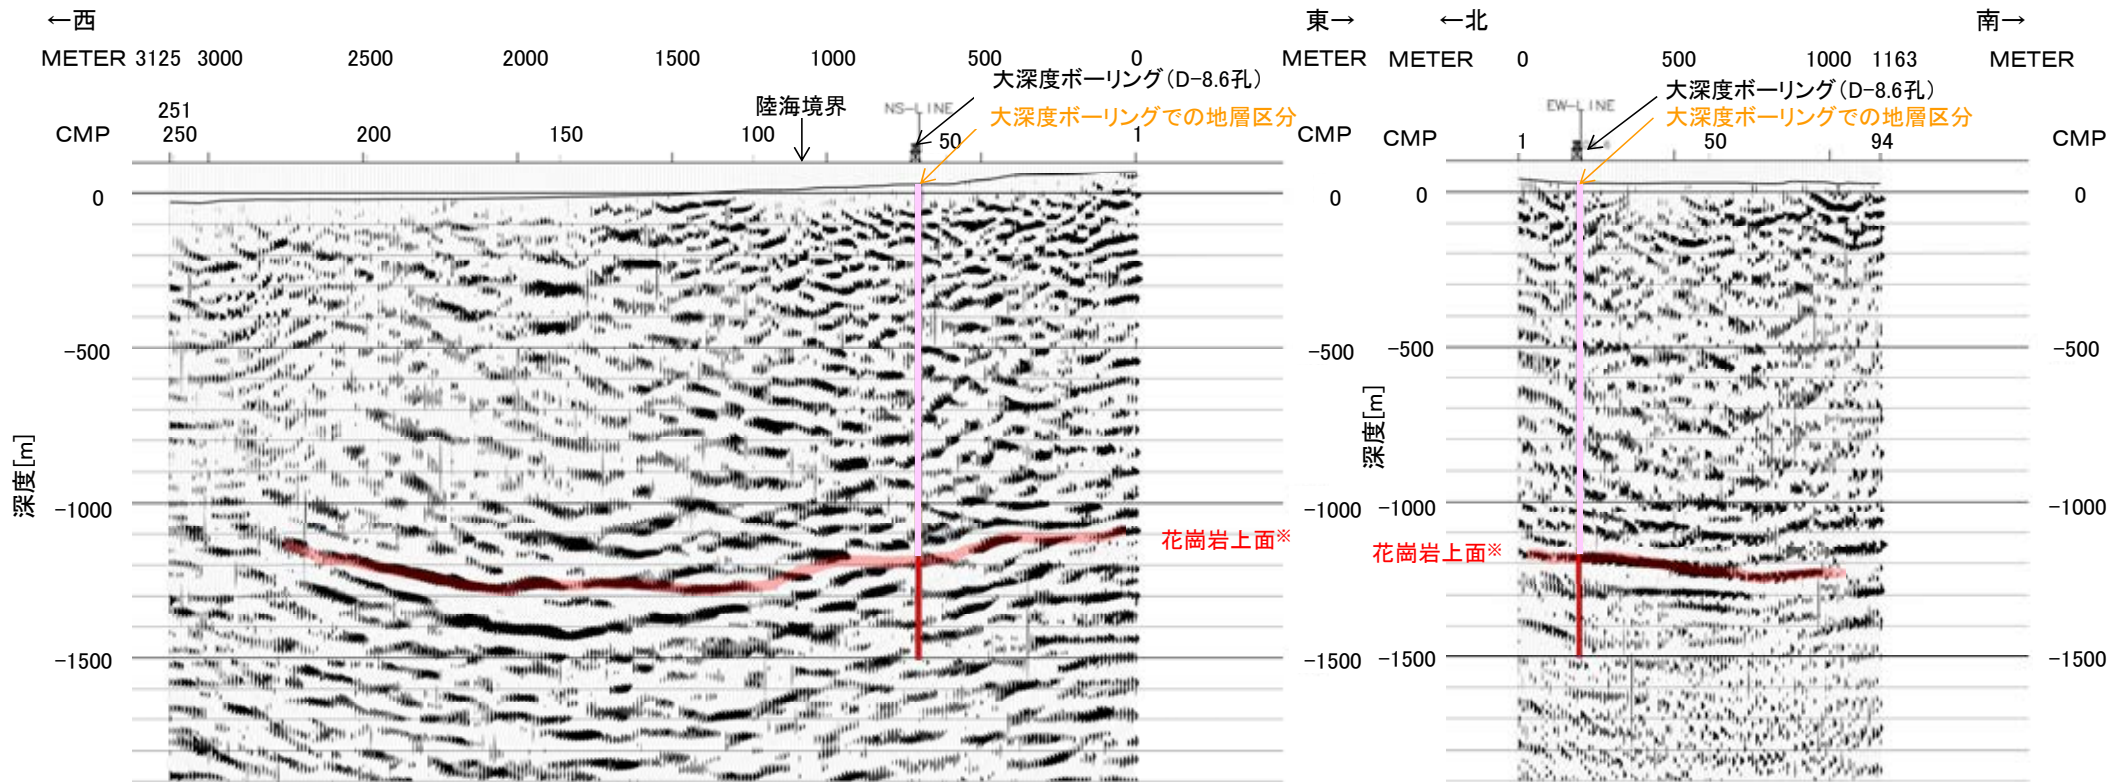 ←西 東→ ←北 南→
METER 3125 3000 2500 2000 1500 1000 500 0 METER METER 0 500 1000 1163 METER
大深度ボーリング（D-8.6孔） 大深度ボーリング（D-8.6孔）
251 陸海境界 NS-LINE 大深度ボーリングでの地層区分 EW-LINE 大深度ボーリングでの地層区分
CMP 250 200 150 100 50 1 CMP CMP 1 50 94 CMP
0 0 0 0
-500 -500 -500 -500
深度[m] 深度[m]
-1000 -1000 -1000 -1000
花崗岩上面※ 花崗岩上面※
-1500 -1500 -1500 -1500